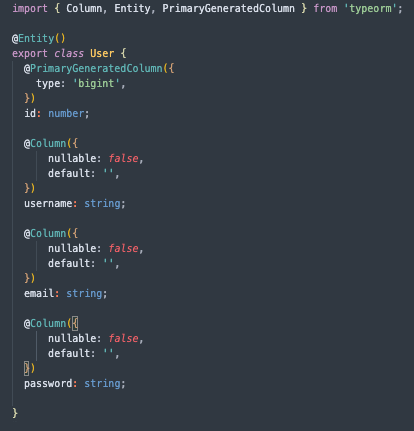 import { Column, Entity, PrimaryGeneratedColumn } from 'typeorm';
@Entity()
export class User {
  @PrimaryGeneratedColumn({
    type: 'bigint',
  })
  id: number;
  @Column({
      nullable: false,
      default: '',
  })
  username: string;
  @Column({
      nullable: false,
      default: '',
  })
  email: string;
  @Column({
      nullable: false,
      default: '',
  })
  password: string;
}